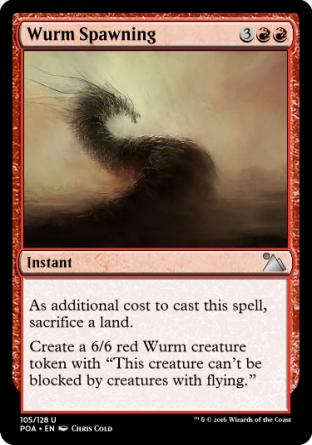 Wurm Spawning 3
Instant
As additional cost to cast this spell,
sacrifice a land.
Create a 6/6 red Wurm creature
token with “This creature can't be
blocked by creatures with flying.”
105/128 U
POA • EN Chris Cold
™ & © 2016 Wizards of the Coast